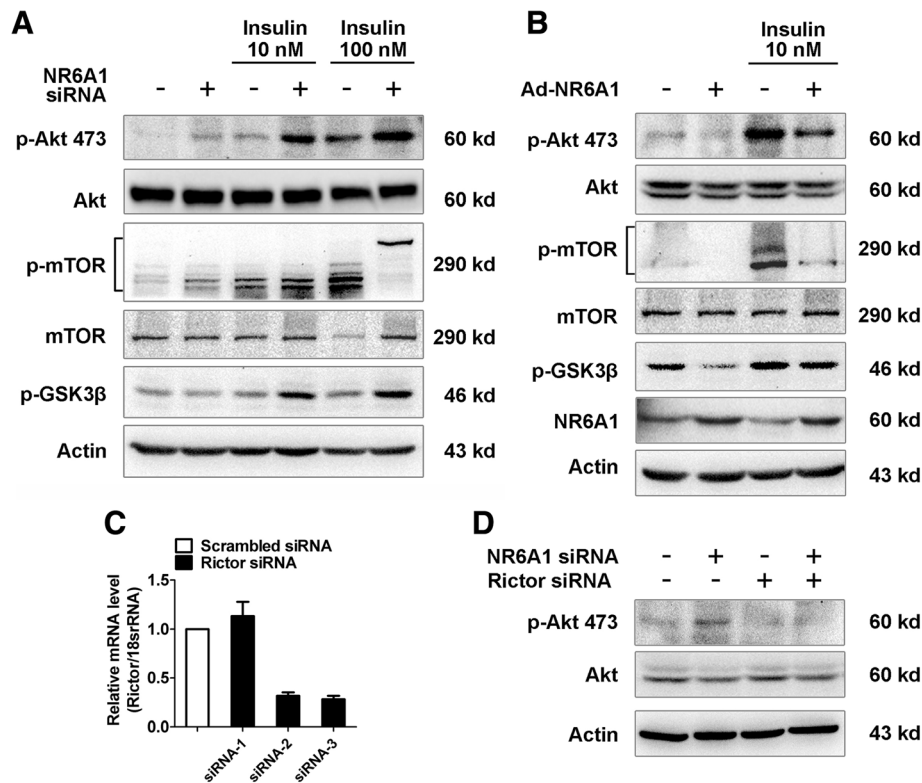 A
Insulin
10 nM
Insulin
100 nM
NR6A1
siRNA
- + - + - +
p-Akt 473
60 kd
Akt
60 kd
p-mTOR
290 kd
mTOR
290 kd
p-GSK3β
46 kd
Actin
43 kd
B
Insulin
10 nM
Ad-NR6A1
- + - +
p-Akt 473
60 kd
Akt
60 kd
p-mTOR
290 kd
mTOR
290 kd
p-GSK3β
46 kd
NR6A1
60 kd
Actin
43 kd
C
Scrambled siRNA
Rictor siRNA
Relative mRNA level
(Rictor/18srRNA)
1.5
1.0
0.5
0.0
siRNA-1
siRNA-2
siRNA-3
D
NR6A1 siRNA - + - +
Rictor siRNA - - + +
p-Akt 473
60 kd
Akt
60 kd
Actin
43 kd